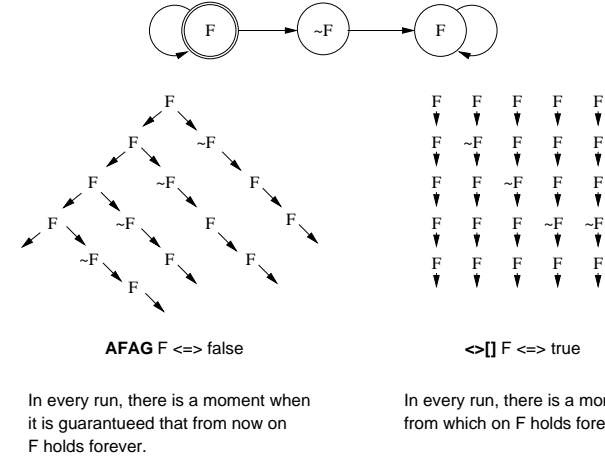 F ~F F
F
F ~F
F ~F F
F ~F F F
~F F F
F
AFAG F <=> false
In every run, there is a moment when
it is guarantueed that from now on
F holds forever.
F F F F F
F ~F F F F
F F ~F F F
F F F ~F ~F
F F F F F
<>[] F <=> true
In every run, there is a mo
from which on F holds fore